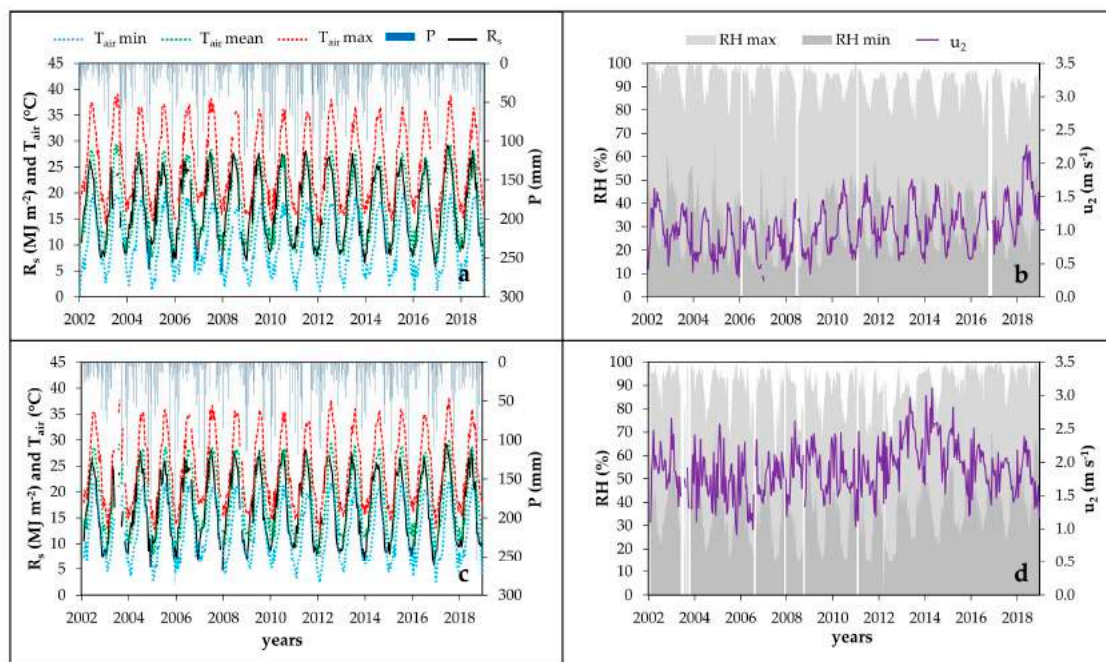 T_air min T_air mean T_air max P R_s
R_s (MJ m⁻²) and T_air (°C)
45 40 35 30 25 20 15 10 5 0
0 50 100 150 200 250 300
P (mm)
a
2002 2004 2006 2008 2010 2012 2014 2016 2018
RH max RH min u₂
RH (%)
100 90 80 70 60 50 40 30 20 10 0
3.5 3.0 2.5 2.0 1.5 1.0 0.5 0.0
u₂ (m s⁻¹)
b
2002 2004 2006 2008 2010 2012 2014 2016 2018
R_s (MJ m⁻²) and T_air (°C)
45 40 35 30 25 20 15 10 5 0
0 50 100 150 200 250 300
P (mm)
c
2002 2004 2006 2008 2010 2012 2014 2016 2018
years
RH (%)
100 90 80 70 60 50 40 30 20 10 0
3.5 3.0 2.5 2.0 1.5 1.0 0.5 0.0
u₂ (m s⁻¹)
d
2002 2004 2006 2008 2010 2012 2014 2016 2018
years